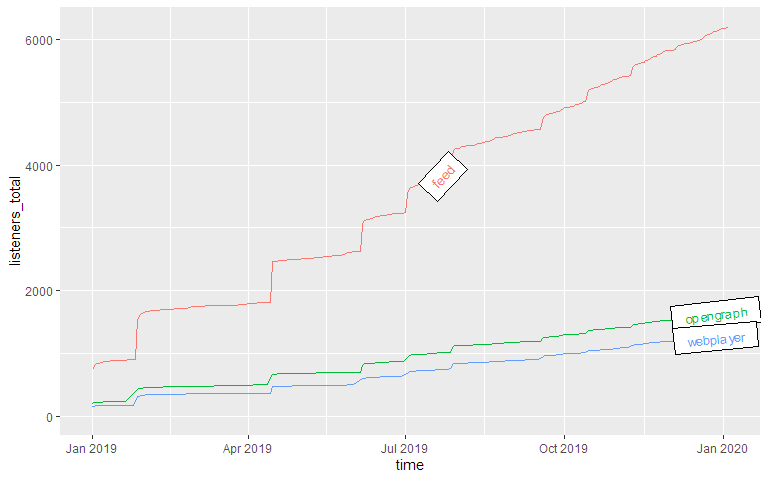 6000
4000
2000
0
listeners_total
feed
opengraph
webplayer
Jan 2019 Apr 2019 Jul 2019 Oct 2019 Jan 2020
time